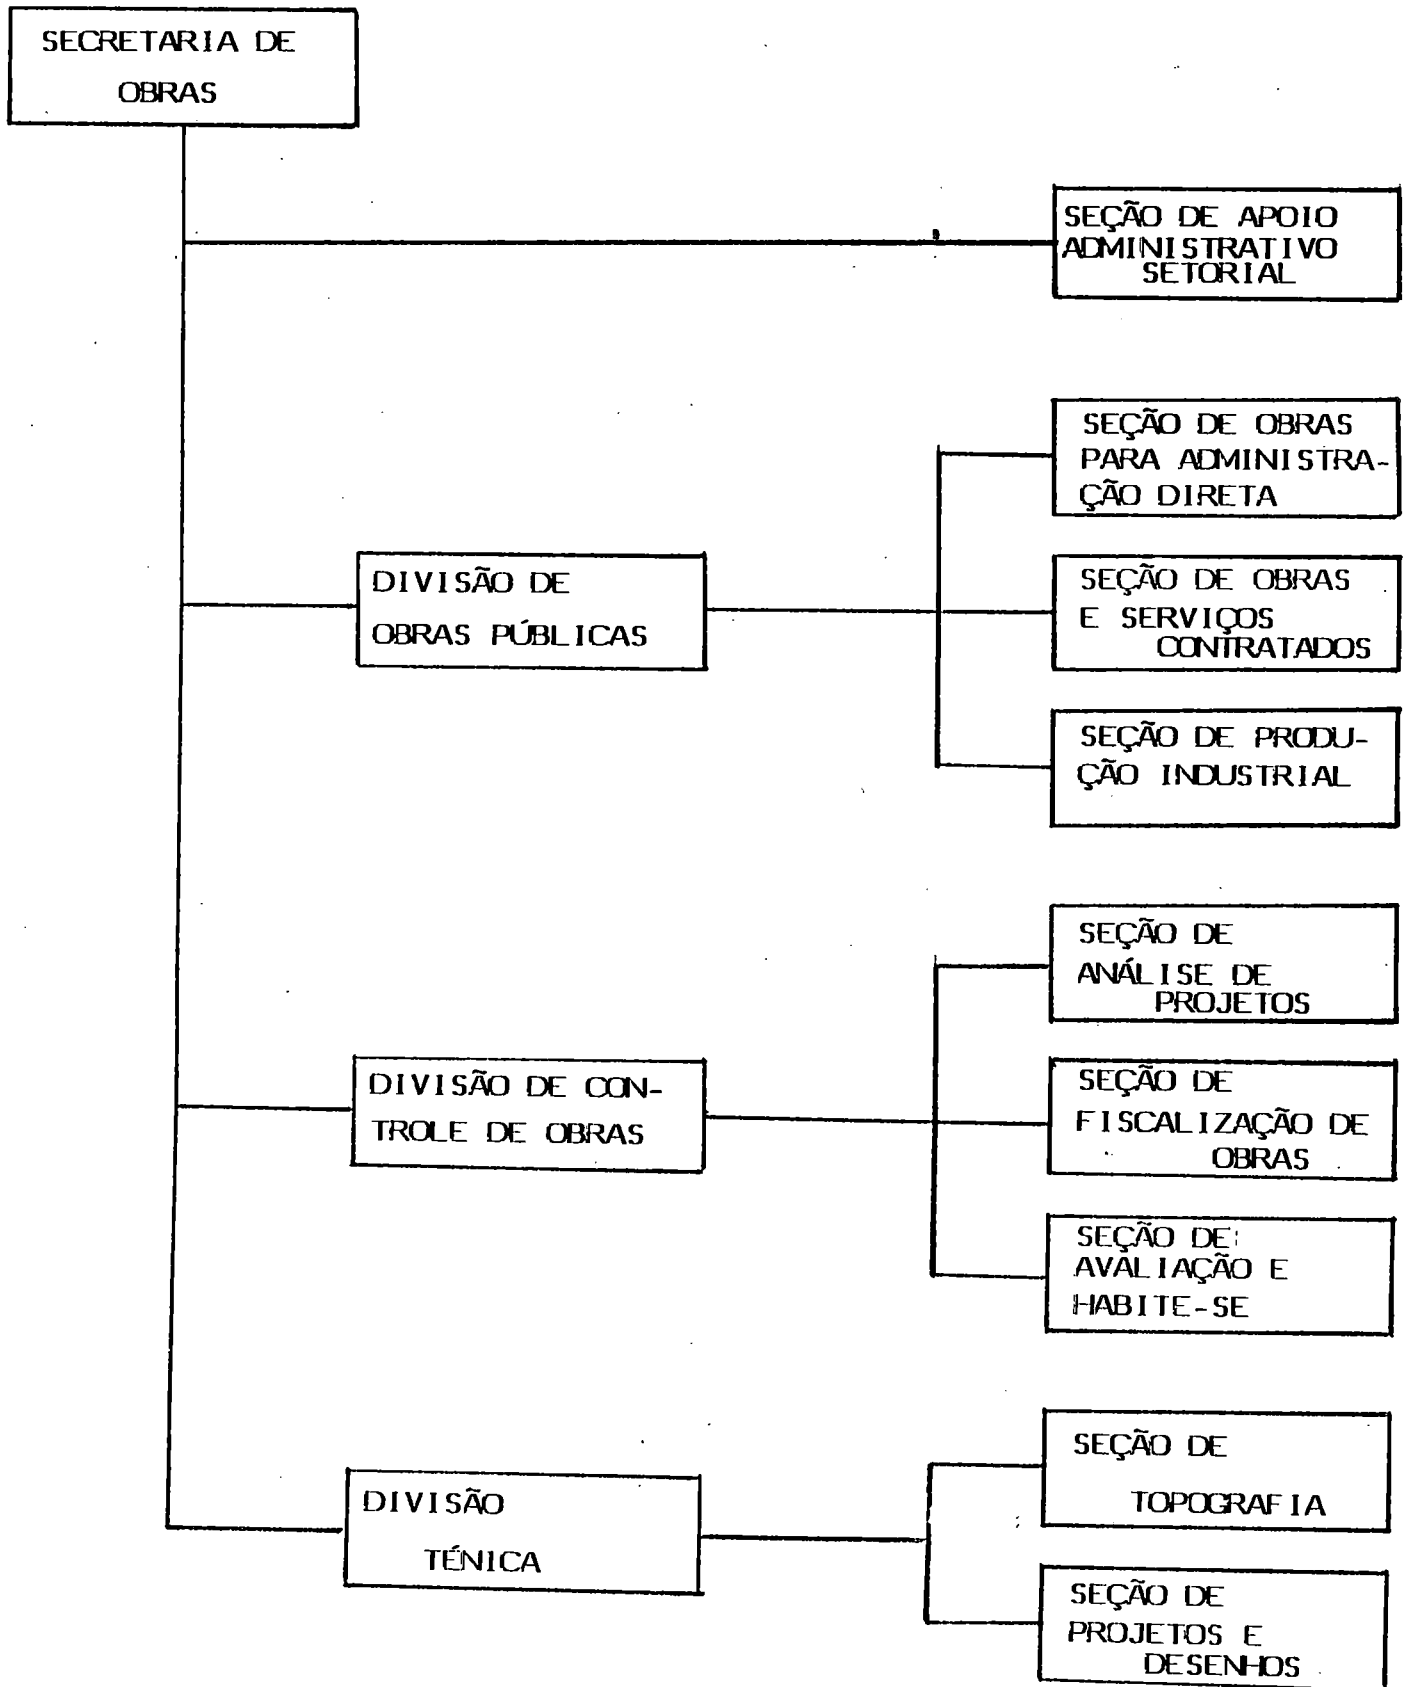 SECRETARIA DE
OBRAS
SEÇÃO DE APOIO
ADMINISTRATIVO
SETORIAL
SEÇÃO DE OBRAS
PARA ADMINISTRA-
ÇÃO DIRETA
DIVISÃO DE
OBRAS PÚBLICAS
SEÇÃO DE OBRAS
E SERVIÇOS
CONTRATADOS
SEÇÃO DE PRODU-
ÇÃO INDUSTRIAL
SEÇÃO DE
ANÁLISE DE
PROJETOS
DIVISÃO DE CON-
TROLE DE OBRAS
SEÇÃO DE
FISCALIZAÇÃO DE
OBRAS
SEÇÃO DE
AVALIAÇÃO E
HABITE-SE
SEÇÃO DE
TOPOGRAFIA
DIVISÃO
TÉNICA
SEÇÃO DE
PROJETOS E
DESENHOS